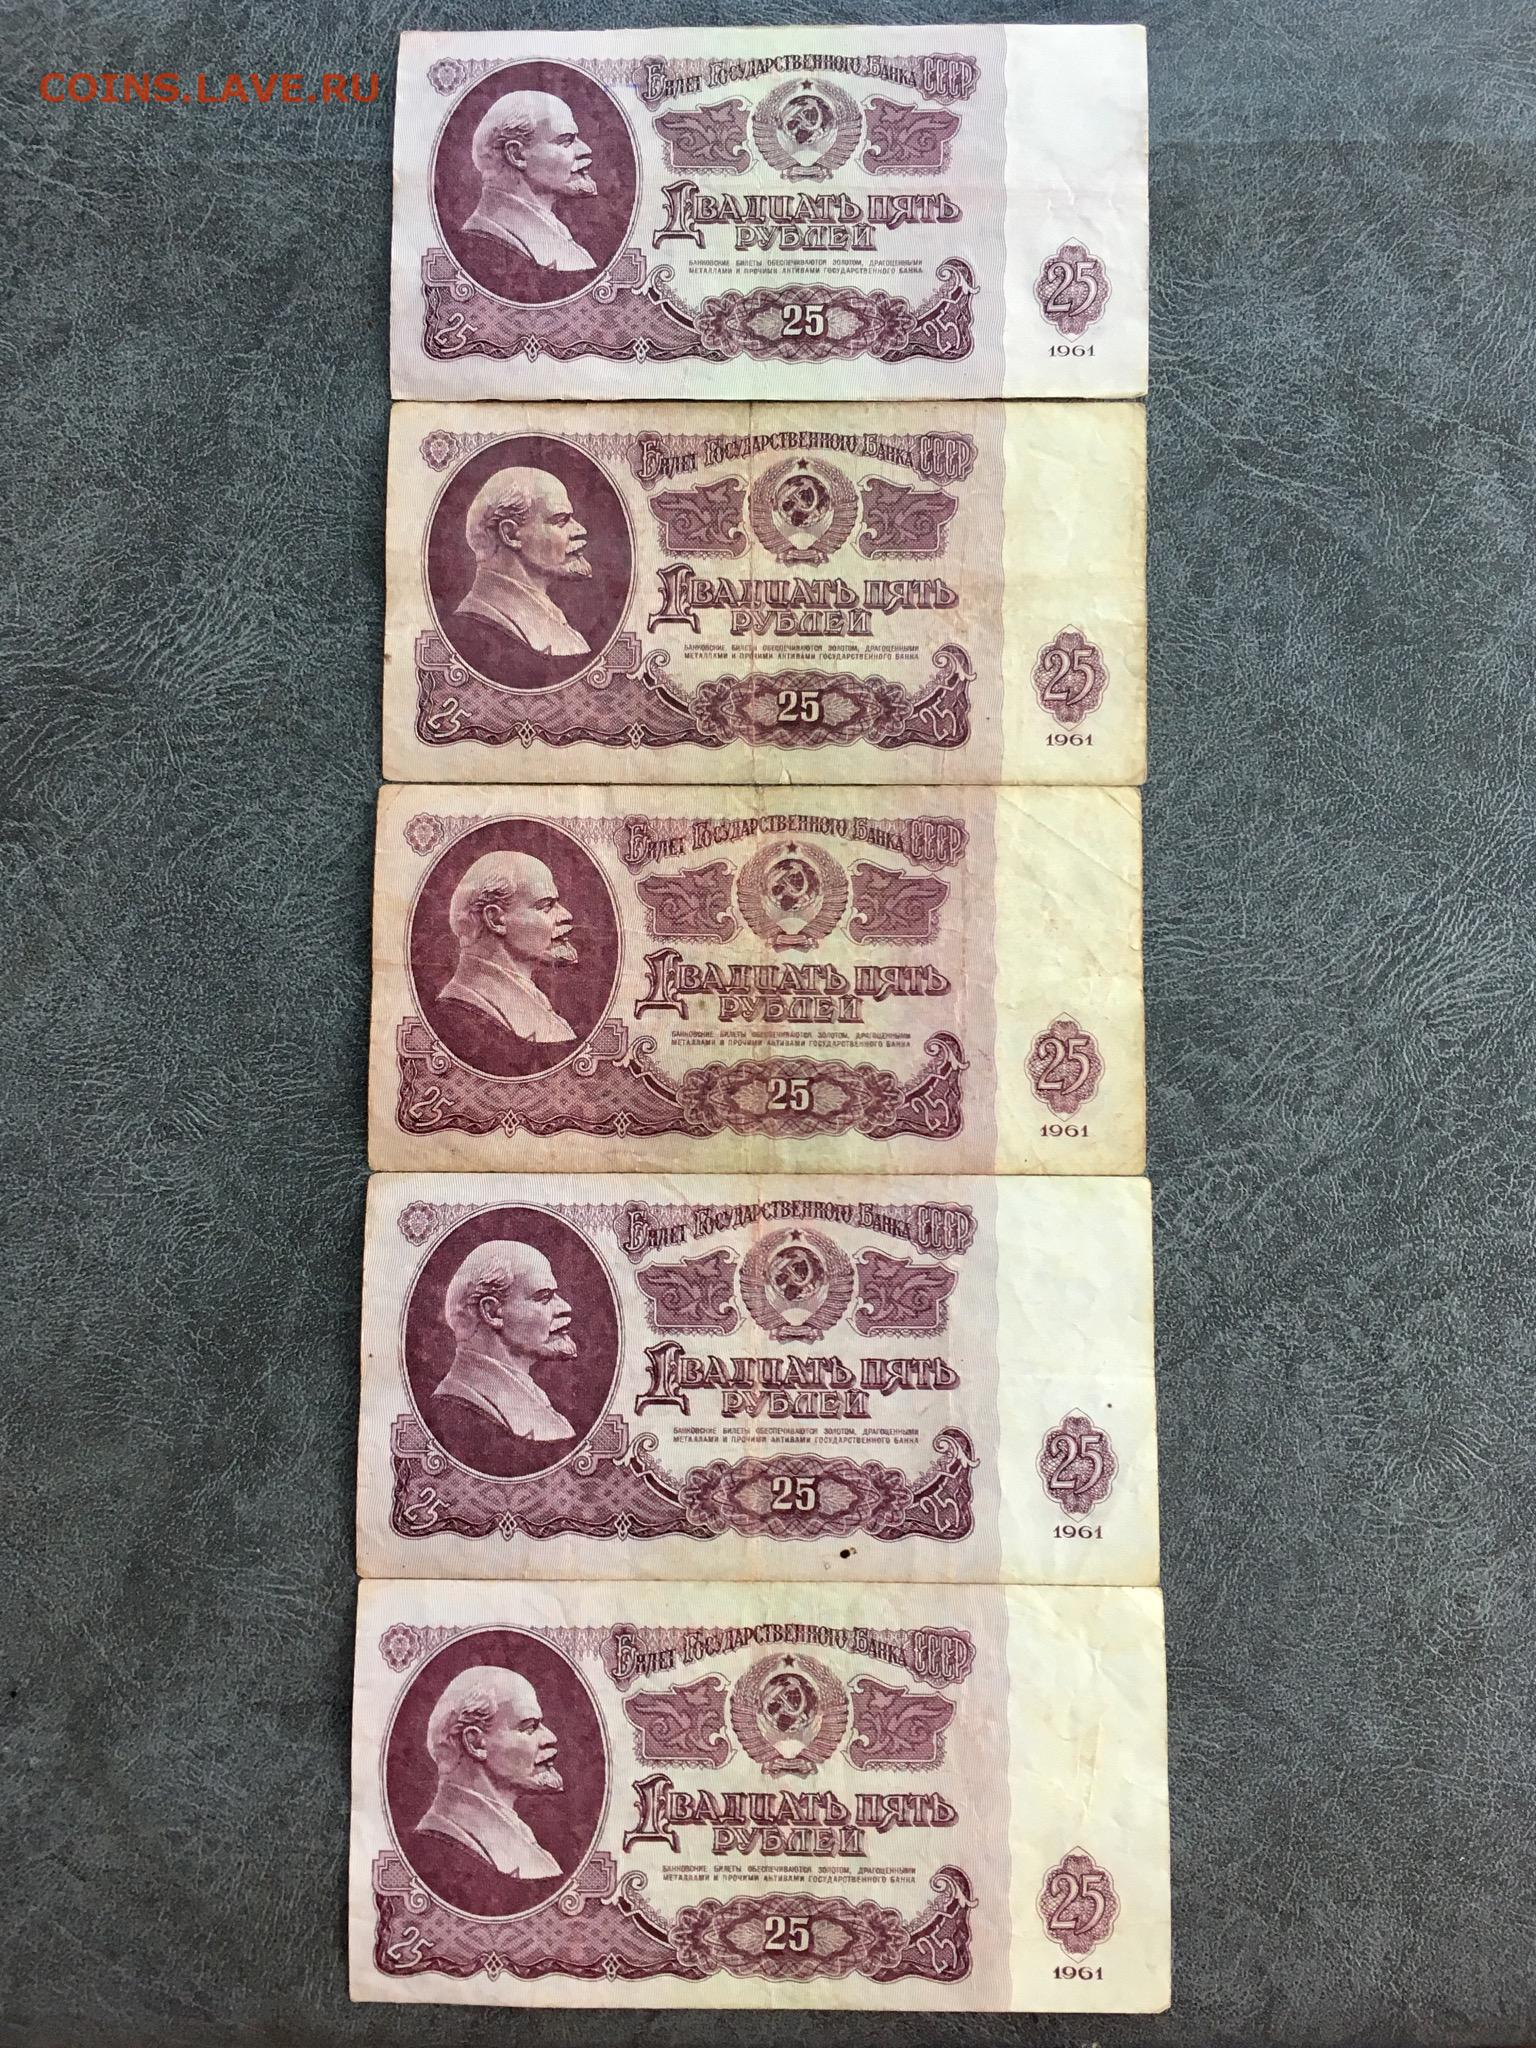 COINS.LAVE.RU
Билет Государственного Банка СССР
Двадцать пять
рублей
БАНКОВСКИЕ БИЛЕТЫ ОБЕСПЕЧИВАЮТСЯ ЗОЛОТОМ, ДРАГОЦЕННЫМИ
МЕТАЛЛАМИ И ПРОЧИМИ АКТИВАМИ ГОСУДАРСТВЕННОГО БАНКА
25
25 25 25
1961
Билет Государственного Банка СССР
Двадцать пять
рублей
БАНКОВСКИЕ БИЛЕТЫ ОБЕСПЕЧИВАЮТСЯ ЗОЛОТОМ, ДРАГОЦЕННЫМИ
МЕТАЛЛАМИ И ПРОЧИМИ АКТИВАМИ ГОСУДАРСТВЕННОГО БАНКА
25
25 25 25
1961
Билет Государственного Банка СССР
Двадцать пять
рублей
БАНКОВСКИЕ БИЛЕТЫ ОБЕСПЕЧИВАЮТСЯ ЗОЛОТОМ, ДРАГОЦЕННЫМИ
МЕТАЛЛАМИ И ПРОЧИМИ АКТИВАМИ ГОСУДАРСТВЕННОГО БАНКА
25
25 25 25
1961
Билет Государственного Банка СССР
Двадцать пять
рублей
БАНКОВСКИЕ БИЛЕТЫ ОБЕСПЕЧИВАЮТСЯ ЗОЛОТОМ, ДРАГОЦЕННЫМИ
МЕТАЛЛАМИ И ПРОЧИМИ АКТИВАМИ ГОСУДАРСТВЕННОГО БАНКА
25
25 25 25
1961
Билет Государственного Банка СССР
Двадцать пять
рублей
БАНКОВСКИЕ БИЛЕТЫ ОБЕСПЕЧИВАЮТСЯ ЗОЛОТОМ, ДРАГОЦЕННЫМИ
МЕТАЛЛАМИ И ПРОЧИМИ АКТИВАМИ ГОСУДАРСТВЕННОГО БАНКА
25
25 25 25
1961